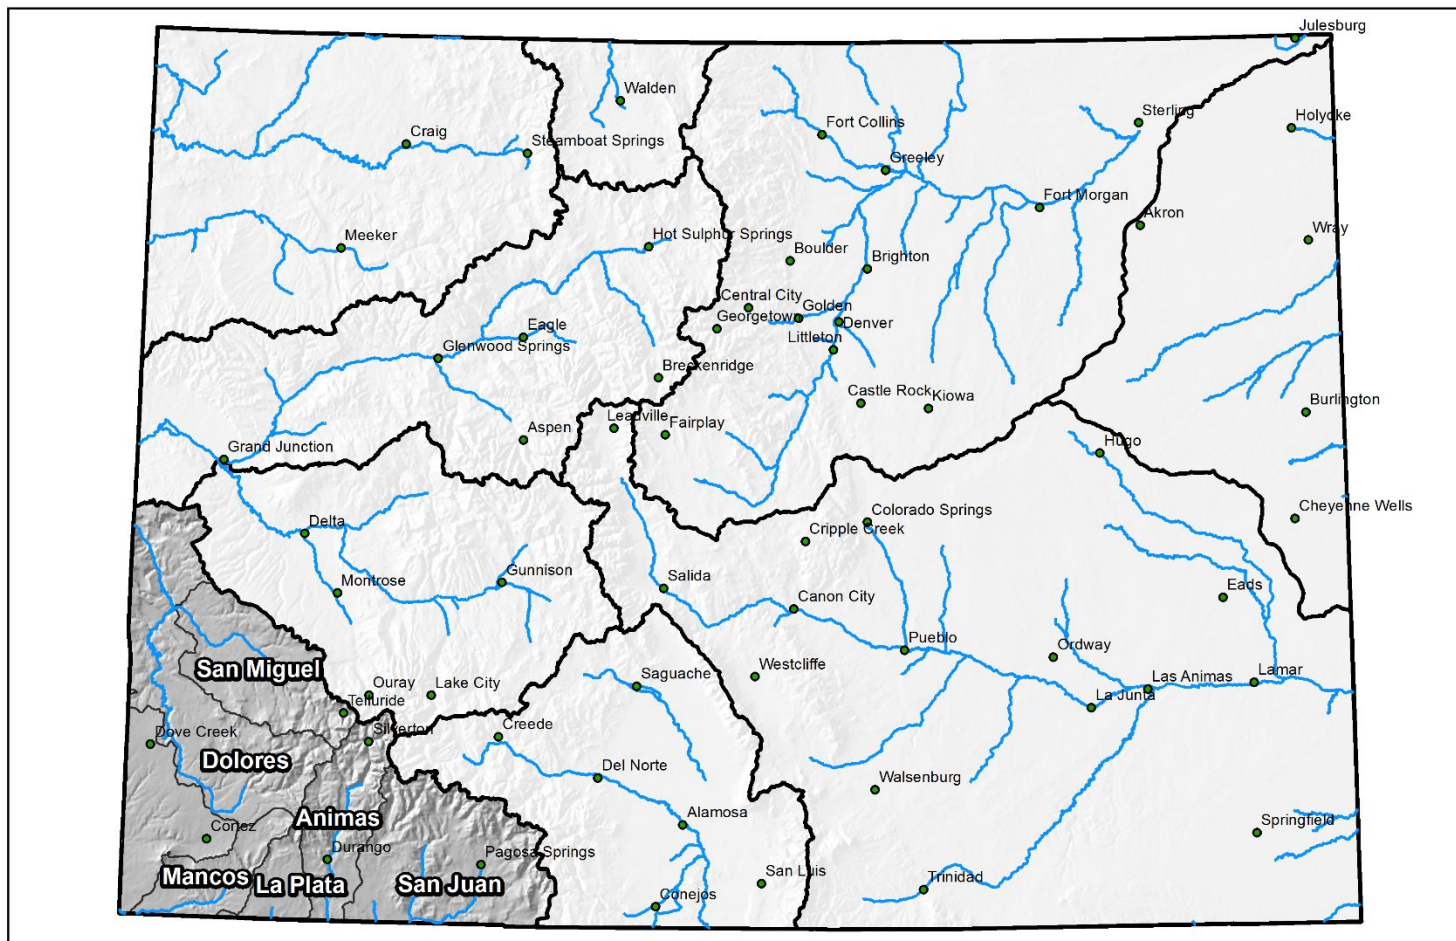 Julesburg
Walden
Holyoke
Sterling
Fort Collins
Craig
Steamboat Springs
Greeley
Fort Morgan
Akron
Wray
Meeker
Hot Sulphur Springs
Boulder
Brighton
Central City
Golden
Georgetown
Denver
Eagle
Littleton
Glenwood Springs
Breckenridge
Castle Rock
Kiowa
Burlington
Leadville
Fairplay
Aspen
Hugo
Grand Junction
Cheyenne Wells
Delta
Colorado Springs
Cripple Creek
Gunnison
Montrose
Salida
Eads
Canon City
Pueblo
Ordway
San Miguel
Westcliffe
Saguache
Lamar
Las Animas
Ouray
Lake City
Telluride
La Junta
Creede
Silverton
Dove Creek
Dolores
Del Norte
Walsenburg
Animas
Alamosa
Cortez
Springfield
Durango
Pagosa Springs
Mancos
La Plata
San Juan
San Luis
Trinidad
Conejos